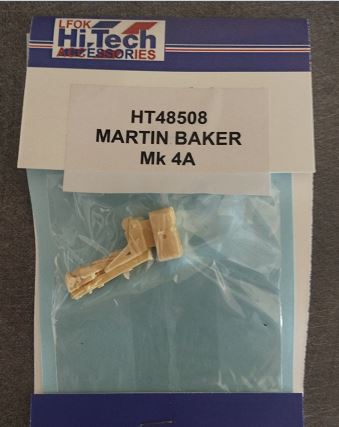 LFOK
Hi.Tech
ACCESSORIES
HT48508
MARTIN BAKER
Mk 4A